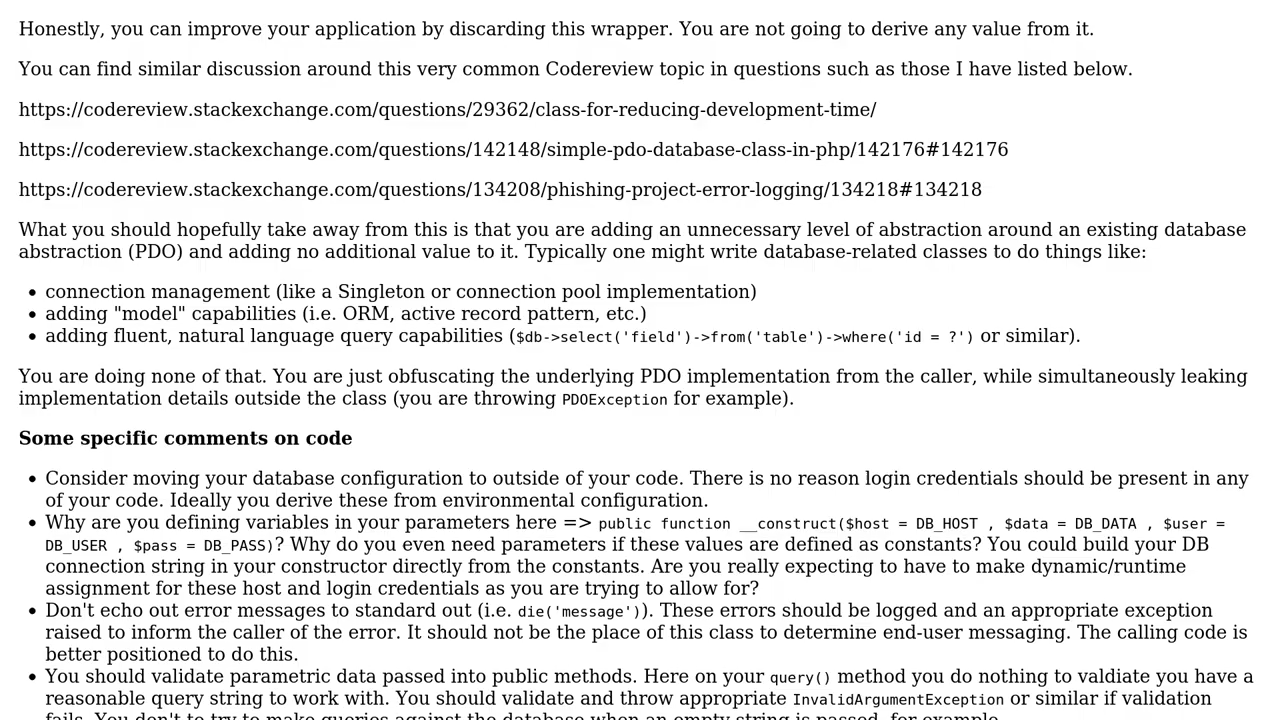 Honestly, you can improve your application by discarding this wrapper. You are not going to derive any value from it.
You can find similar discussion around this very common Codereview topic in questions such as those I have listed below.
https://codereview.stackexchange.com/questions/29362/class-for-reducing-development-time/
https://codereview.stackexchange.com/questions/142148/simple-pdo-database-class-in-php/142176#142176
https://codereview.stackexchange.com/questions/134208/phishing-project-error-logging/134218#134218
What you should hopefully take away from this is that you are adding an unnecessary level of abstraction around an existing database
abstraction (PDO) and adding no additional value to it. Typically one might write database-related classes to do things like:
• connection management (like a Singleton or connection pool implementation)
• adding "model" capabilities (i.e. ORM, active record pattern, etc.)
• adding fluent, natural language query capabilities ($db->select('field')->from('table')->where('id = ?') or similar).
You are doing none of that. You are just obfuscating the underlying PDO implementation from the caller, while simultaneously leaking
implementation details outside the class (you are throwing PDOException for example).
Some specific comments on code
• Consider moving your database configuration to outside of your code. There is no reason login credentials should be present in any
of your code. Ideally you derive these from environmental configuration.
• Why are you defining variables in your parameters here => public function __construct($host = DB_HOST , $data = DB_DATA , $user =
DB_USER , $pass = DB_PASS)? Why do you even need parameters if these values are defined as constants? You could build your DB
connection string in your constructor directly from the constants. Are you really expecting to have to make dynamic/runtime
assignment for these host and login credentials as you are trying to allow for?
• Don't echo out error messages to standard out (i.e. die('message')). These errors should be logged and an appropriate exception
raised to inform the caller of the error. It should not be the place of this class to determine end-user messaging. The calling code is
better positioned to do this.
• You should validate parametric data passed into public methods. Here on your query() method you do nothing to valdiate you have a
reasonable query string to work with. You should validate and throw appropriate InvalidArgumentException or similar if validation
fails. You don't to try to make queries against the database when an empty string is passed, for example.